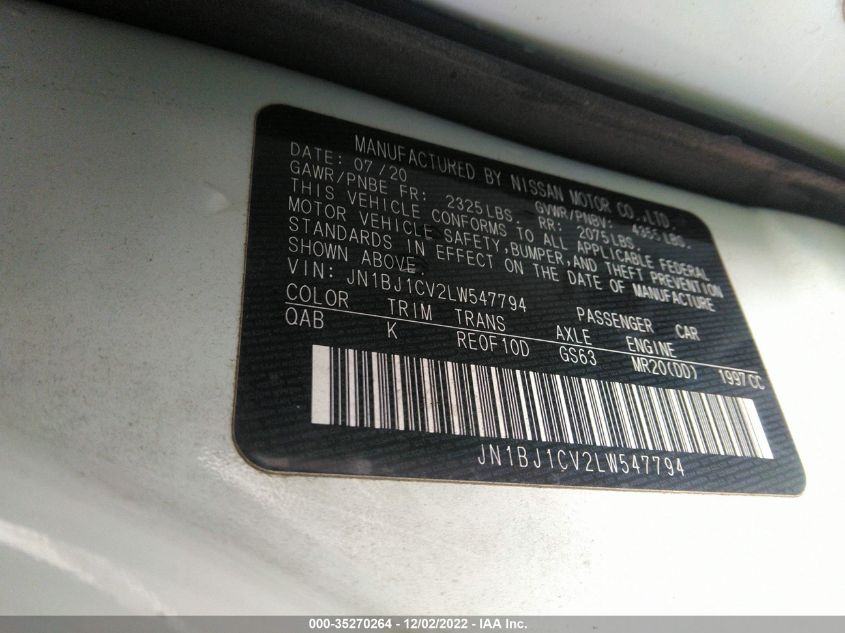 MANUFACTURED BY NISSAN MOTOR CO.,LTD.
DATE: 07/20 GVWR/PNBV: 4355LBS.
GAWR/PNBE FR: 2325LBS. RR: 2075LBS.
THIS VEHICLE CONFORMS TO ALL APPLICABLE FEDERAL
MOTOR VEHICLE SAFETY,BUMPER,AND THEFT PREVENTION
STANDARDS IN EFFECT ON THE DATE OF MANUFACTURE
SHOWN ABOVE.
VIN: JN1BJ1CV2LW547794 PASSENGER CAR
COLOR TRIM TRANS AXLE ENGINE
QAB K RE0F10D GS63 MR20(DD) 1997CC
JN1BJ1CV2LW547794
000-35270264 - 12/02/2022 - IAA Inc.